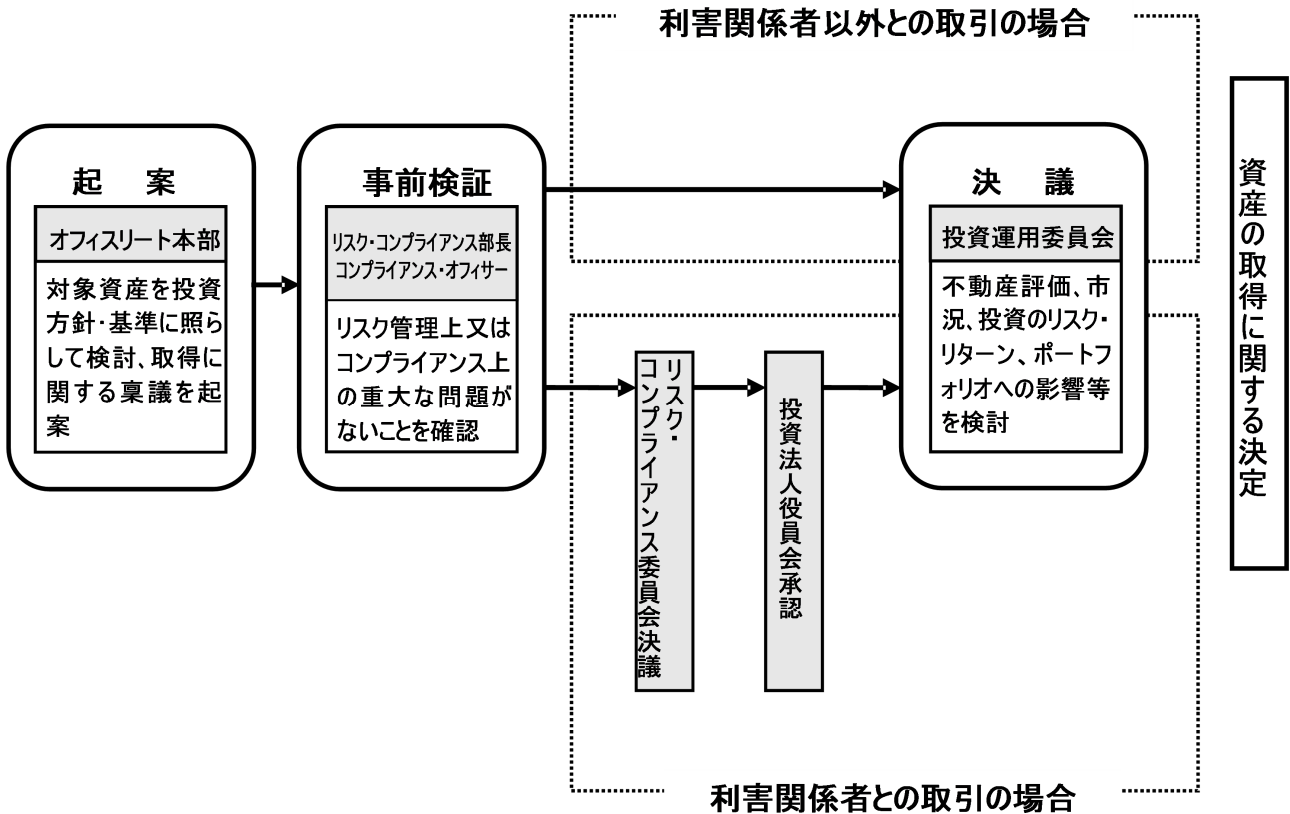 利害関係者以外との取引の場合
起 案
オフィスリート本部
対象資産を投資
方針・基準に照ら
して検討、取得に
関する稟議を起
案
事前検証
リスク・コンプライアンス部長
コンプライアンス・オフィサー
リスク管理上又は
コンプライアンス上
の重大な問題が
ないことを確認
リスク・
コンプライアンス委員会決議
投資法人役員会承認
決 議
投資運用委員会
不動産評価、市
況、投資のリスク・
リターン、ポートフ
ォリオへの影響等
を検討
資産の取得に関する決定
利害関係者との取引の場合